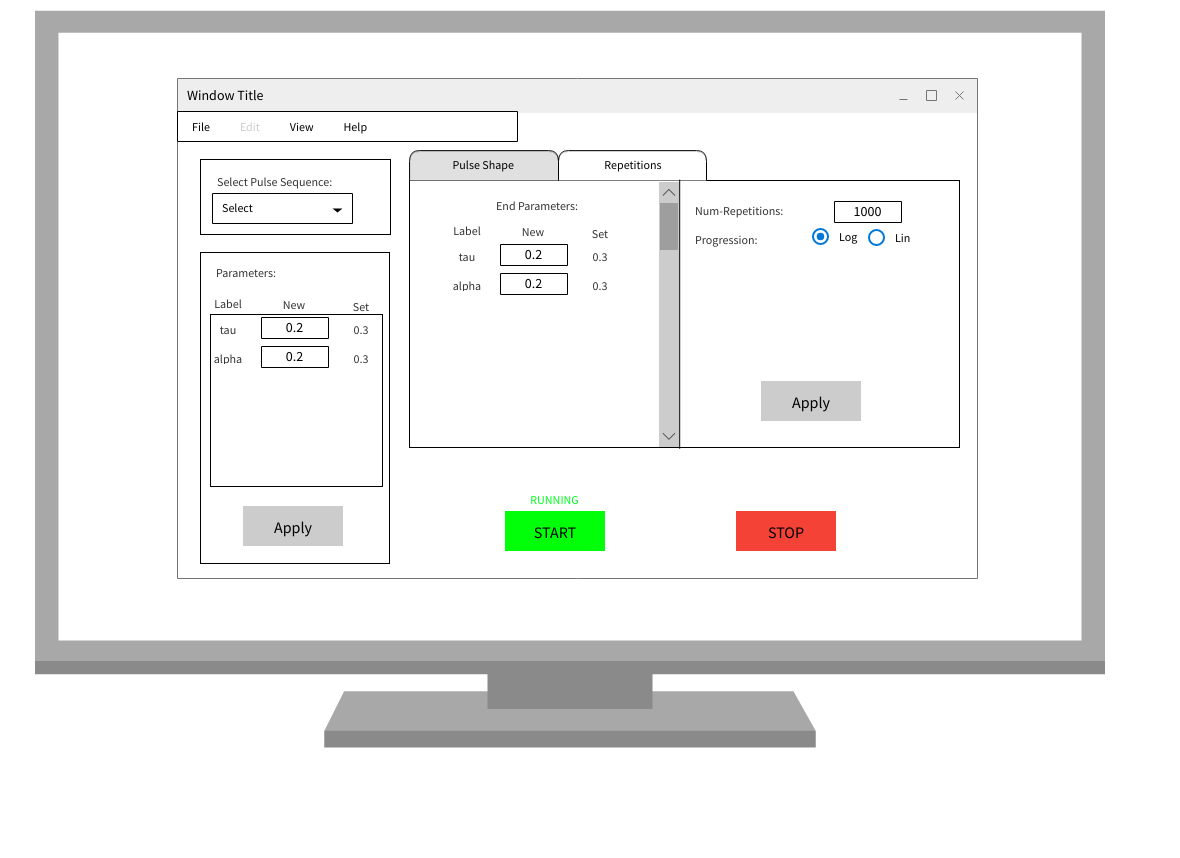 Window Title
File Edit View Help
Select Pulse Sequence:
Select
Parameters:
Label New Set
tau 0.2 0.3
alpha 0.2 0.3
Apply
Pulse Shape Repetitions
End Parameters:
Label New Set
tau 0.2 0.3
alpha 0.2 0.3
Num-Repetitions: 1000
Progression: Log Lin
Apply
RUNNING
START STOP